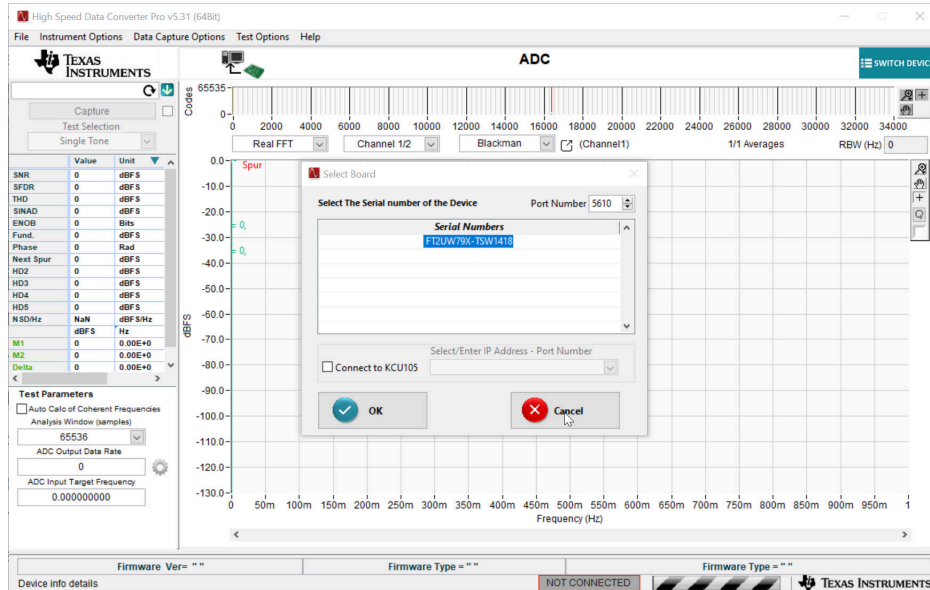 High Speed Data Converter Pro v5.31 (64Bit)
File Instrument Options Data Capture Options Test Options Help
TEXAS
INSTRUMENTS
ADC
SWITCH DEVIC
Capture
Test Selection
Single Tone
Codes
65535
0
0 2000 4000 6000 8000 10000 12000 14000 16000 18000 20000 22000 24000 26000 28000 30000 32000 34000
Real FFT Channel 1/2 Blackman (Channel1) 1/1 Averages RBW (Hz) 0
Value Unit
SNR 0 dBFS
SFDR 0 dBFS
THD 0 dBFS
SINAD 0 dBFS
ENOB 0 Bits
Fund. 0 dBFS
Phase 0 Rad
Next Spur 0 dBFS
HD2 0 dBFS
HD3 0 dBFS
HD4 0 dBFS
HD5 0 dBFS
NSD/Hz NaN dBFS/Hz
dBFS Hz
M1 0 0.00E+0
M2 0 0.00E+0
Delta 0 0.00E+0
Test Parameters
Auto Calc of Coherent Frequencies
Analysis Window (samples)
65536
ADC Output Data Rate
0
ADC Input Target Frequency
0.000000000
dBFS
0.0
-10.0
-20.0
-30.0
-40.0
-50.0
-60.0
-70.0
-80.0
-90.0
-100.0
-110.0
-120.0
-130.0
Spur
0,
0,
0 50m 100m 150m 200m 250m 300m 350m 400m 450m 500m 550m 600m 650m 700m 750m 800m 850m 900m 1
Frequency (Hz)
Select Board
Select The Serial number of the Device Port Number 5610
Serial Numbers
FT2UW79X-TSW1418
Select/Enter IP Address - Port Number
Connect to KCU105
OK Cancel
Firmware Ver= " " Firmware Type = " " Firmware Type = " "
Device info details NOT CONNECTED TEXAS INSTRUMENTS